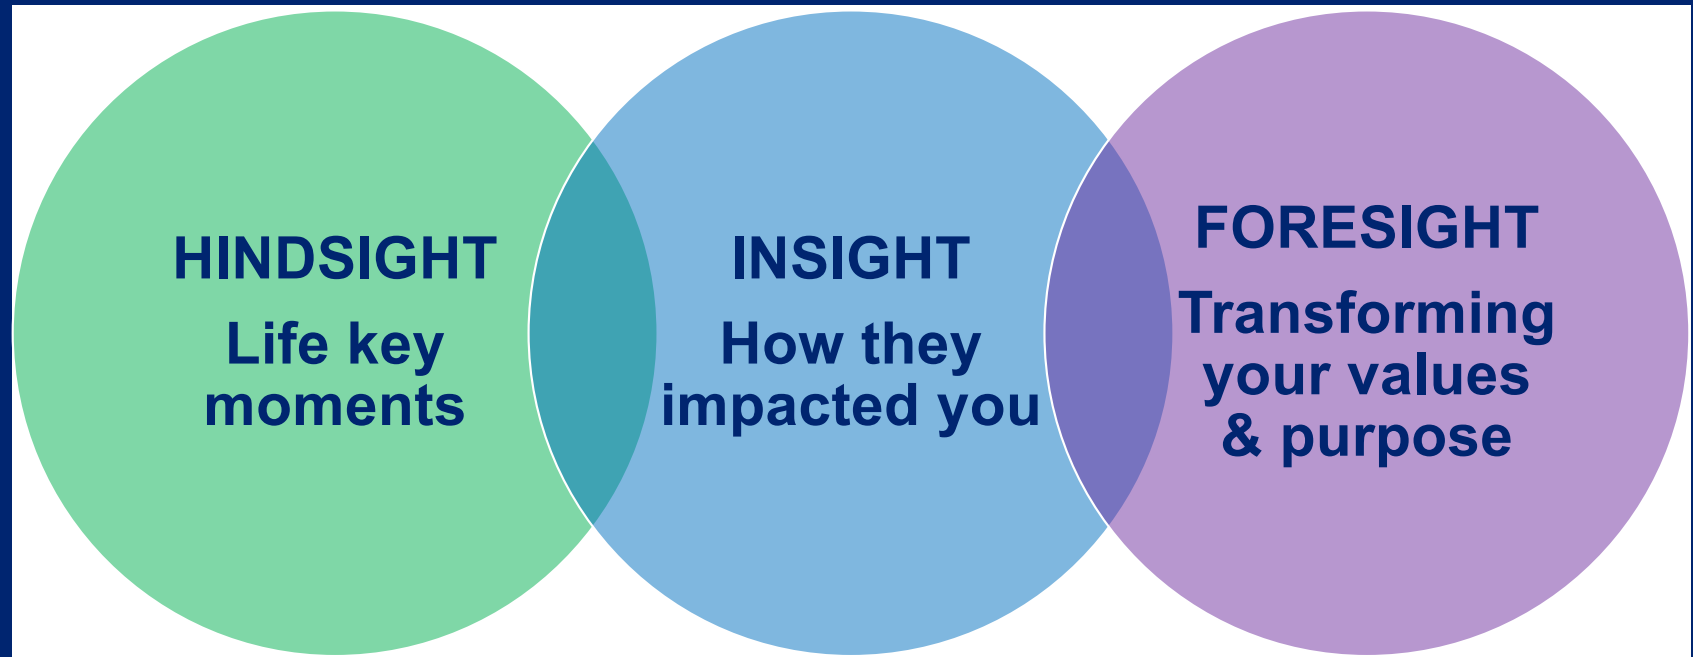 HINDSIGHT
Life key
moments
INSIGHT
How they
impacted you
FORESIGHT
Transforming
your values
& purpose